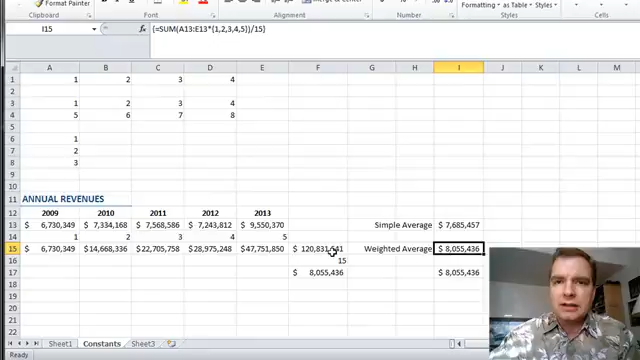 Format Painter
Merge & Center
Formatting as Table Styles
Clipboard Font Alignment Number Styles
I15 fx {=SUM(A13:E13*{1,2,3,4,5})/15}
A B C D E F G H I J K L M
1 1 2 3 4
2
3 1 2 3 4
4 5 6 7 8
5
6 1
7 2
8 3
9
10
11 ANNUAL REVENUES
12 2009 2010 2011 2012 2013
13 $ 6,730,349 $ 7,334,168 $ 7,568,586 $ 7,243,812 $ 9,550,370 Simple Average $ 7,685,457
14 1 2 3 4 5
15 $ 6,730,349 $ 14,668,336 $ 22,705,758 $ 28,975,248 $ 47,751,850 $ 120,831,541 Weighted Average $ 8,055,436
16 15
17 $ 8,055,436 $ 8,055,436
18
19
20
21
22
Sheet1 Constants Sheet3
Ready